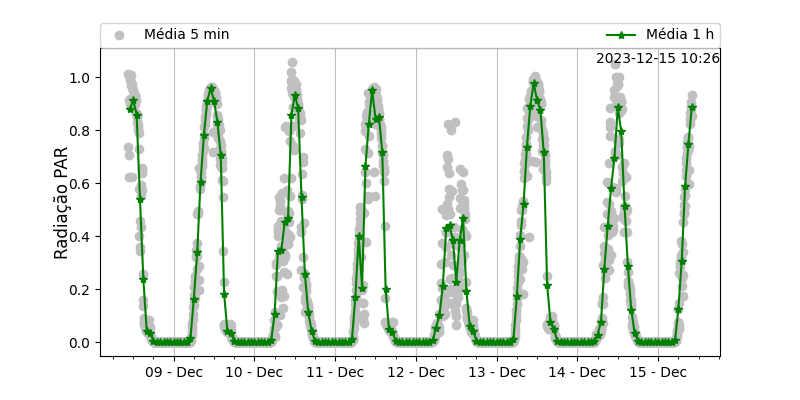 Média 5 min
Média 1 h
2023-12-15 10:26
1.0
0.8
0.6
0.4
0.2
0.0
Radiação PAR
09 - Dec
10 - Dec
11 - Dec
12 - Dec
13 - Dec
14 - Dec
15 - Dec